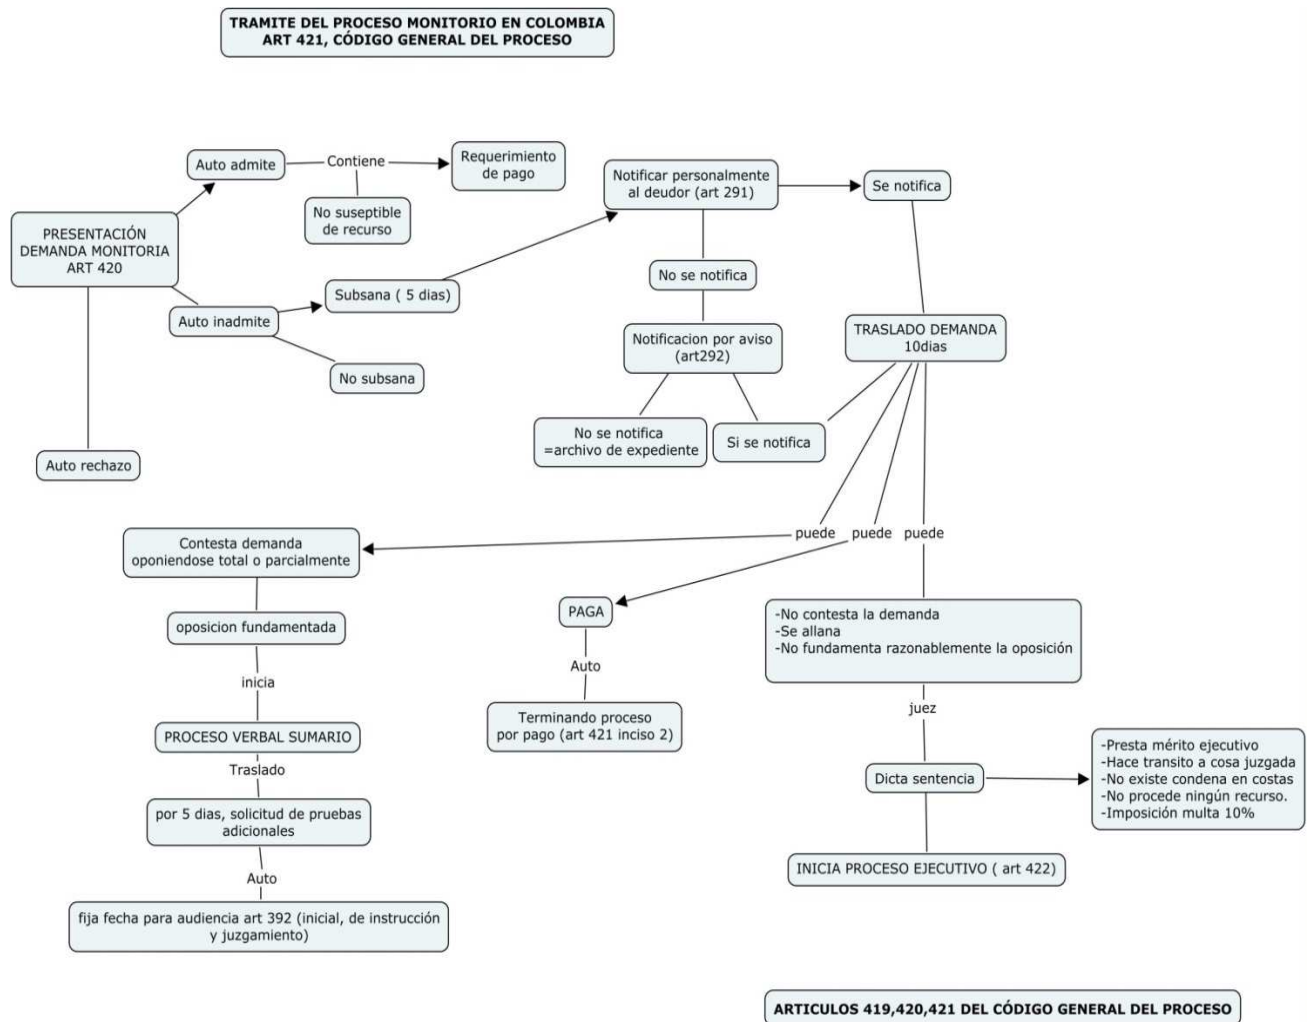 TRAMITE DEL PROCESO MONITORIO EN COLOMBIA
ART 421, CÓDIGO GENERAL DEL PROCESO
Auto admite
Contiene
Requerimiento
de pago
No suseptible
de recurso
PRESENTACIÓN
DEMANDA MONITORIA
ART 420
Auto inadmite
Subsana ( 5 dias)
No subsana
Auto rechazo
Notificar personalmente
al deudor (art 291)
Se notifica
No se notifica
Notificacion por aviso
(art292)
TRASLADO DEMANDA
10dias
No se notifica
=archivo de expediente
Si se notifica
puede
puede
puede
Contesta demanda
oponiendose total o parcialmente
oposicion fundamentada
inicia
PROCESO VERBAL SUMARIO
Traslado
por 5 dias, solicitud de pruebas
adicionales
Auto
fija fecha para audiencia art 392 (inicial, de instrucción
y juzgamiento)
PAGA
Auto
Terminando proceso
por pago (art 421 inciso 2)
-No contesta la demanda
-Se allana
-No fundamenta razonablemente la oposición
juez
Dicta sentencia
-Presta mérito ejecutivo
-Hace transito a cosa juzgada
-No existe condena en costas
-No procede ningún recurso.
-Imposición multa 10%
INICIA PROCESO EJECUTIVO ( art 422)
ARTICULOS 419,420,421 DEL CÓDIGO GENERAL DEL PROCESO